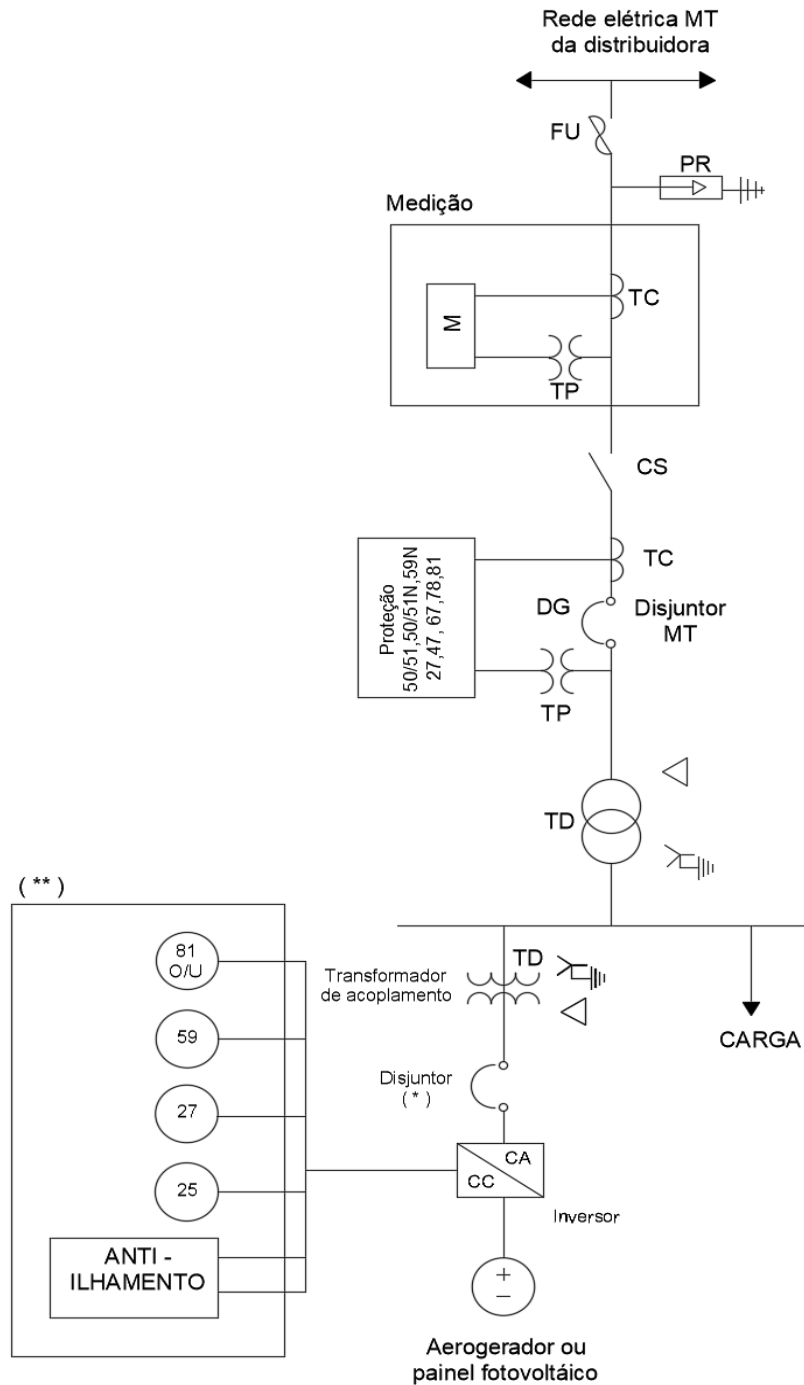 Rede elétrica MT
da distribuidora
FU
PR
Medição
TC
M
TP
CS
TC
Proteção
50/51,50/51N,59N
27,47, 67,78,81
DG
Disjuntor
MT
TP
TD
( ** )
81
O/U
TD
Transformador
de acoplamento
59
CARGA
Disjuntor
( * )
27
CA
CC
25
Inversor
ANTI -
ILHAMENTO
+
–
Aerogerador ou
painel fotovoltáico